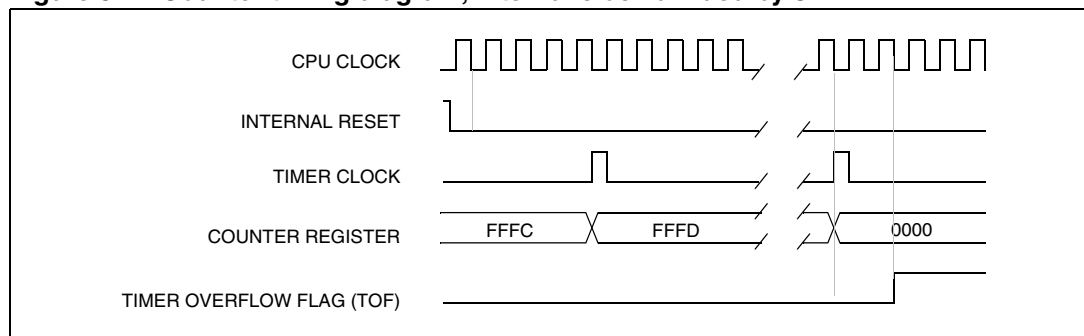 CPU CLOCK
INTERNAL RESET
TIMER CLOCK
COUNTER REGISTER FFFC FFFD 0000
TIMER OVERFLOW FLAG (TOF)